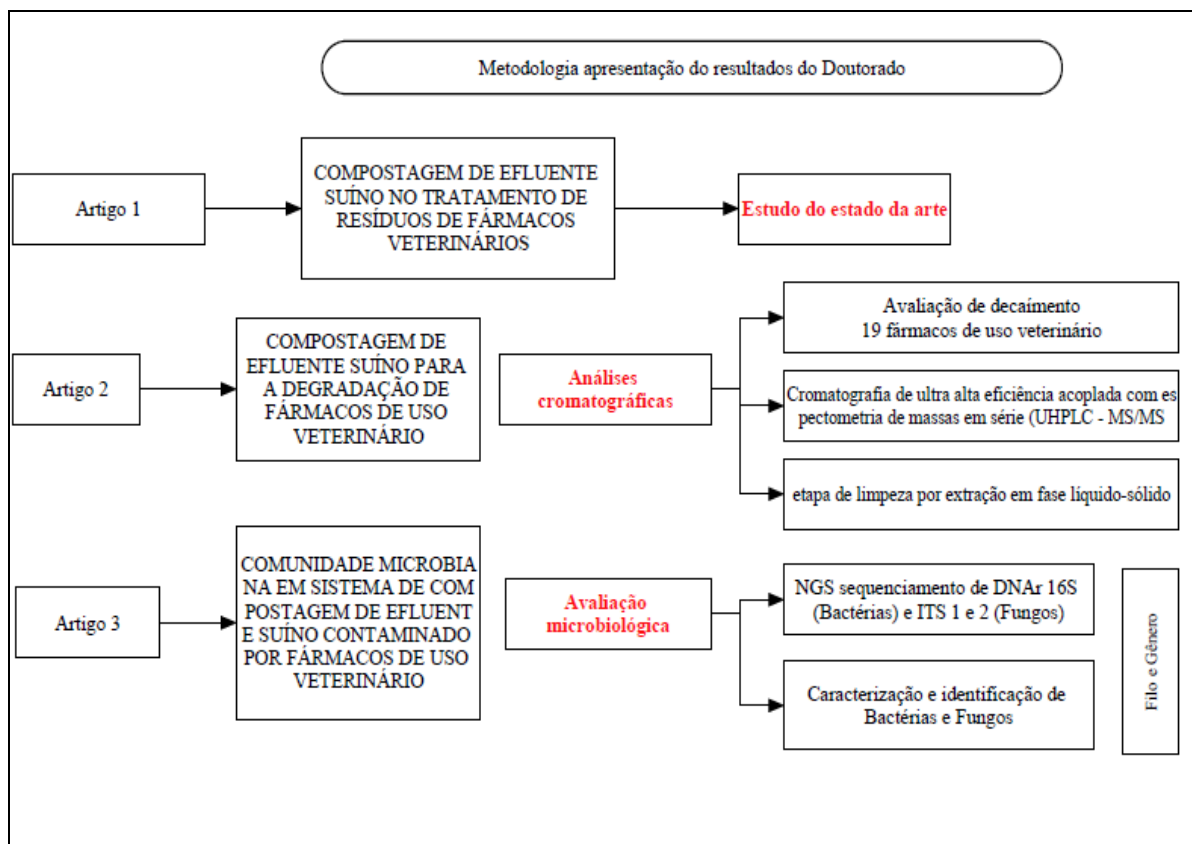 Metodologia apresentação do resultados do Doutorado
Artigo 1
COMPOSTAGEM DE EFLUENTE
SUÍNO NO TRATAMENTO DE
RESÍDUOS DE FÁRMACOS
VETERINÁRIOS
Estudo do estado da arte
Artigo 2
COMPOSTAGEM DE
EFLUENTE SUÍNO PARA
A DEGRADAÇÃO DE
FÁRMACOS DE USO
VETERINÁRIO
Análises
cromatográficas
Avaliação de decaímento
19 fármacos de uso veterinário
Cromatografia de ultra alta eficiência acoplada com es
pectometria de massas em série (UHPLC - MS/MS
etapa de limpeza por extração em fase líquido-sólido
Artigo 3
COMUNIDADE MICROBIA
NA EM SISTEMA DE COM
POSTAGEM DE EFLUENT
E SUÍNO CONTAMINADO
POR FÁRMACOS DE USO
VETERINÁRIO
Avaliação
microbiológica
NGS sequenciamento de DNAr 16S
(Bactérias) e ITS 1 e 2 (Fungos)
Caracterização e identificação de
Bactérias e Fungos
Filo e Gênero